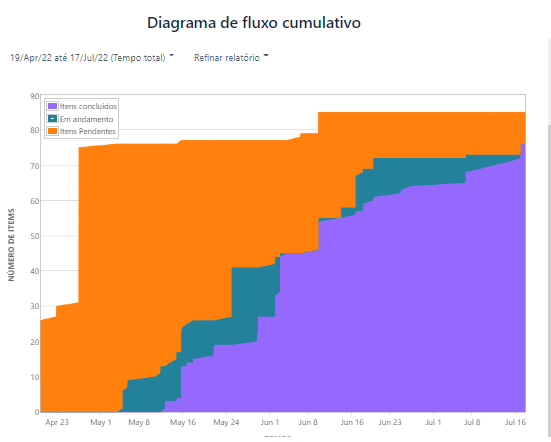 Diagrama de fluxo cumulativo
19/Apr/22 até 17/Jul/22 (Tempo total) Refinar relatório
Itens concluídos
Em andamento
Itens Pendentes
NÚMERO DE ITEMS
90
80
70
60
50
40
30
20
10
0
Apr 23 May 1 May 8 May 16 May 24 Jun 1 Jun 8 Jun 16 Jun 23 Jul 1 Jul 8 Jul 16